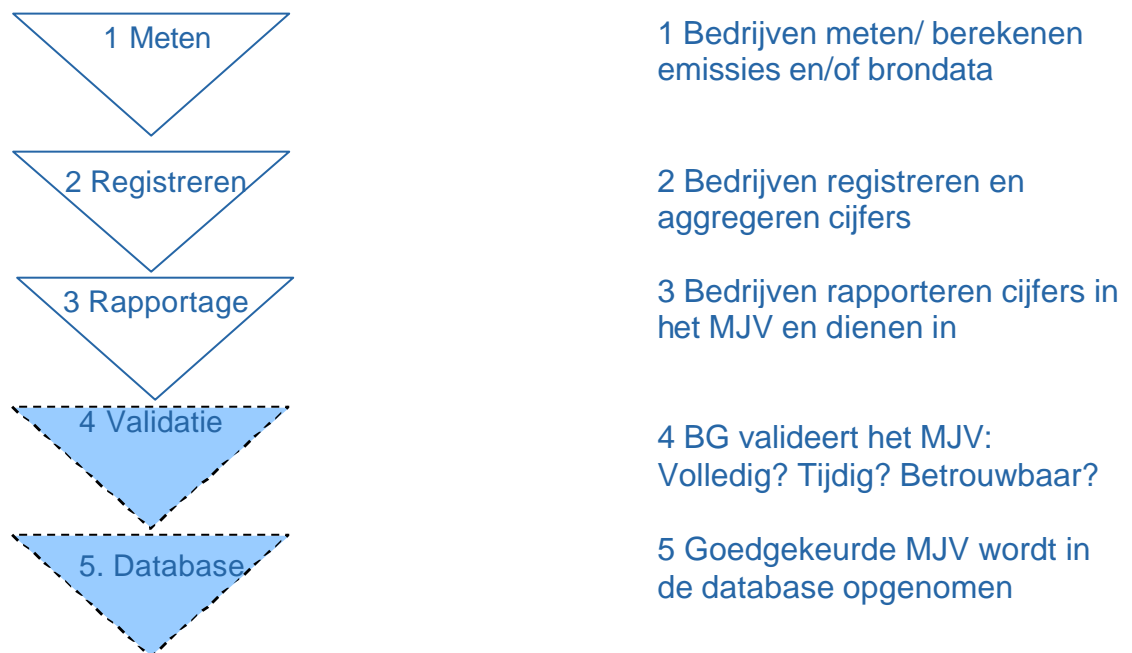 1 Meten
1 Bedrijven meten/ berekenen
emissies en/of brondata
2 Registreren
2 Bedrijven registreren en
aggregeren cijfers
3 Rapportage
3 Bedrijven rapporteren cijfers in
het MJV en dienen in
4 Validatie
4 BG valideert het MJV:
Volledig? Tijdig? Betrouwbaar?
5. Database
5 Goedgekeurde MJV wordt in
de database opgenomen